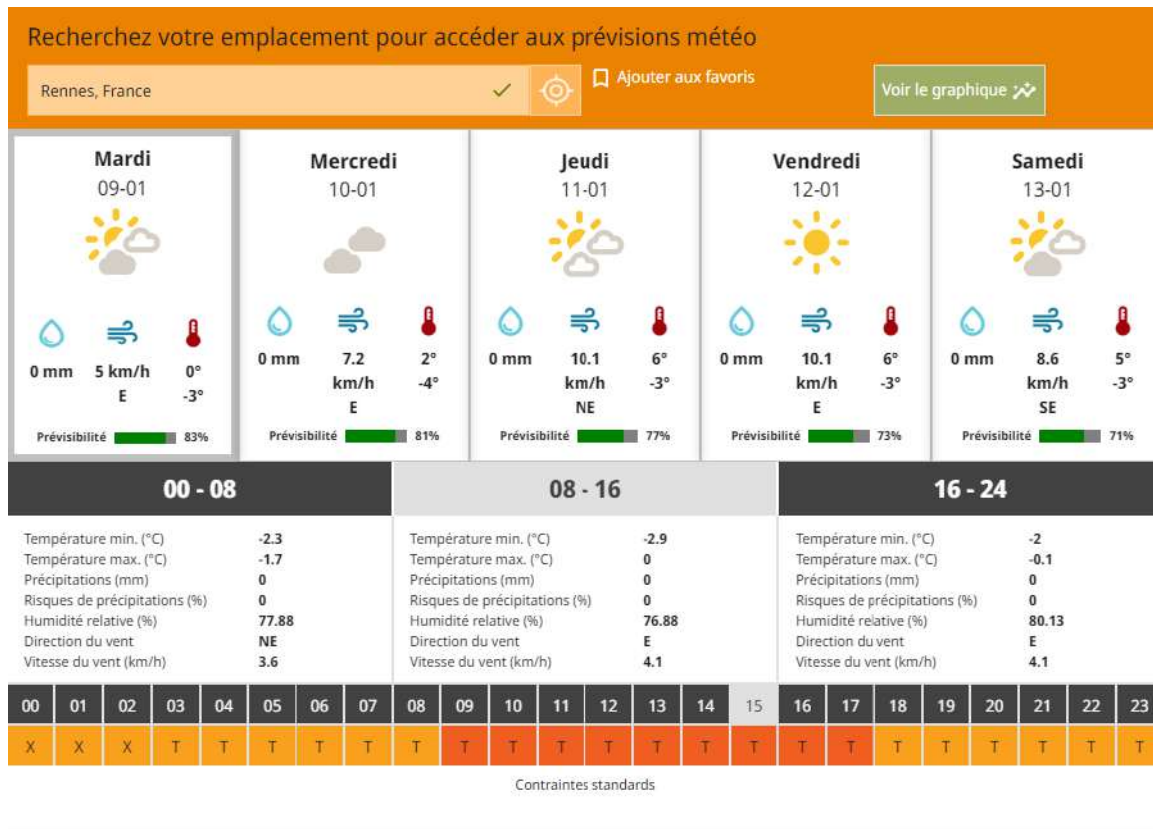 Recherchez votre emplacement pour accéder aux prévisions météo
Rennes, France
Ajouter aux favoris
Voir le graphique
Mardi
09-01
0 mm 5 km/h 0°
E -3°
Prévisibilité 83%
Mercredi
10-01
0 mm 7.2 2°
km/h -4°
E
Prévisibilité 81%
Jeudi
11-01
0 mm 10.1 6°
km/h -3°
NE
Prévisibilité 77%
Vendredi
12-01
0 mm 10.1 6°
km/h -3°
E
Prévisibilité 73%
Samedi
13-01
0 mm 8.6 5°
km/h -3°
SE
Prévisibilité 71%
00 - 08
Température min. (°C) -2.3
Température max. (°C) -1.7
Précipitations (mm) 0
Risques de précipitations (%) 0
Humidité relative (%) 77.88
Direction du vent NE
Vitesse du vent (km/h) 3.6
08 - 16
Température min. (°C) -2.9
Température max. (°C) 0
Précipitations (mm) 0
Risques de précipitations (%) 0
Humidité relative (%) 76.88
Direction du vent E
Vitesse du vent (km/h) 4.1
16 - 24
Température min. (°C) -2
Température max. (°C) -0.1
Précipitations (mm) 0
Risques de précipitations (%) 0
Humidité relative (%) 80.13
Direction du vent E
Vitesse du vent (km/h) 4.1
00 01 02 03 04 05 06 07 08 09 10 11 12 13 14 15 16 17 18 19 20 21 22 23
X X X T T T T T T T T T T T T T T T T T T T T T
Contraintes standards